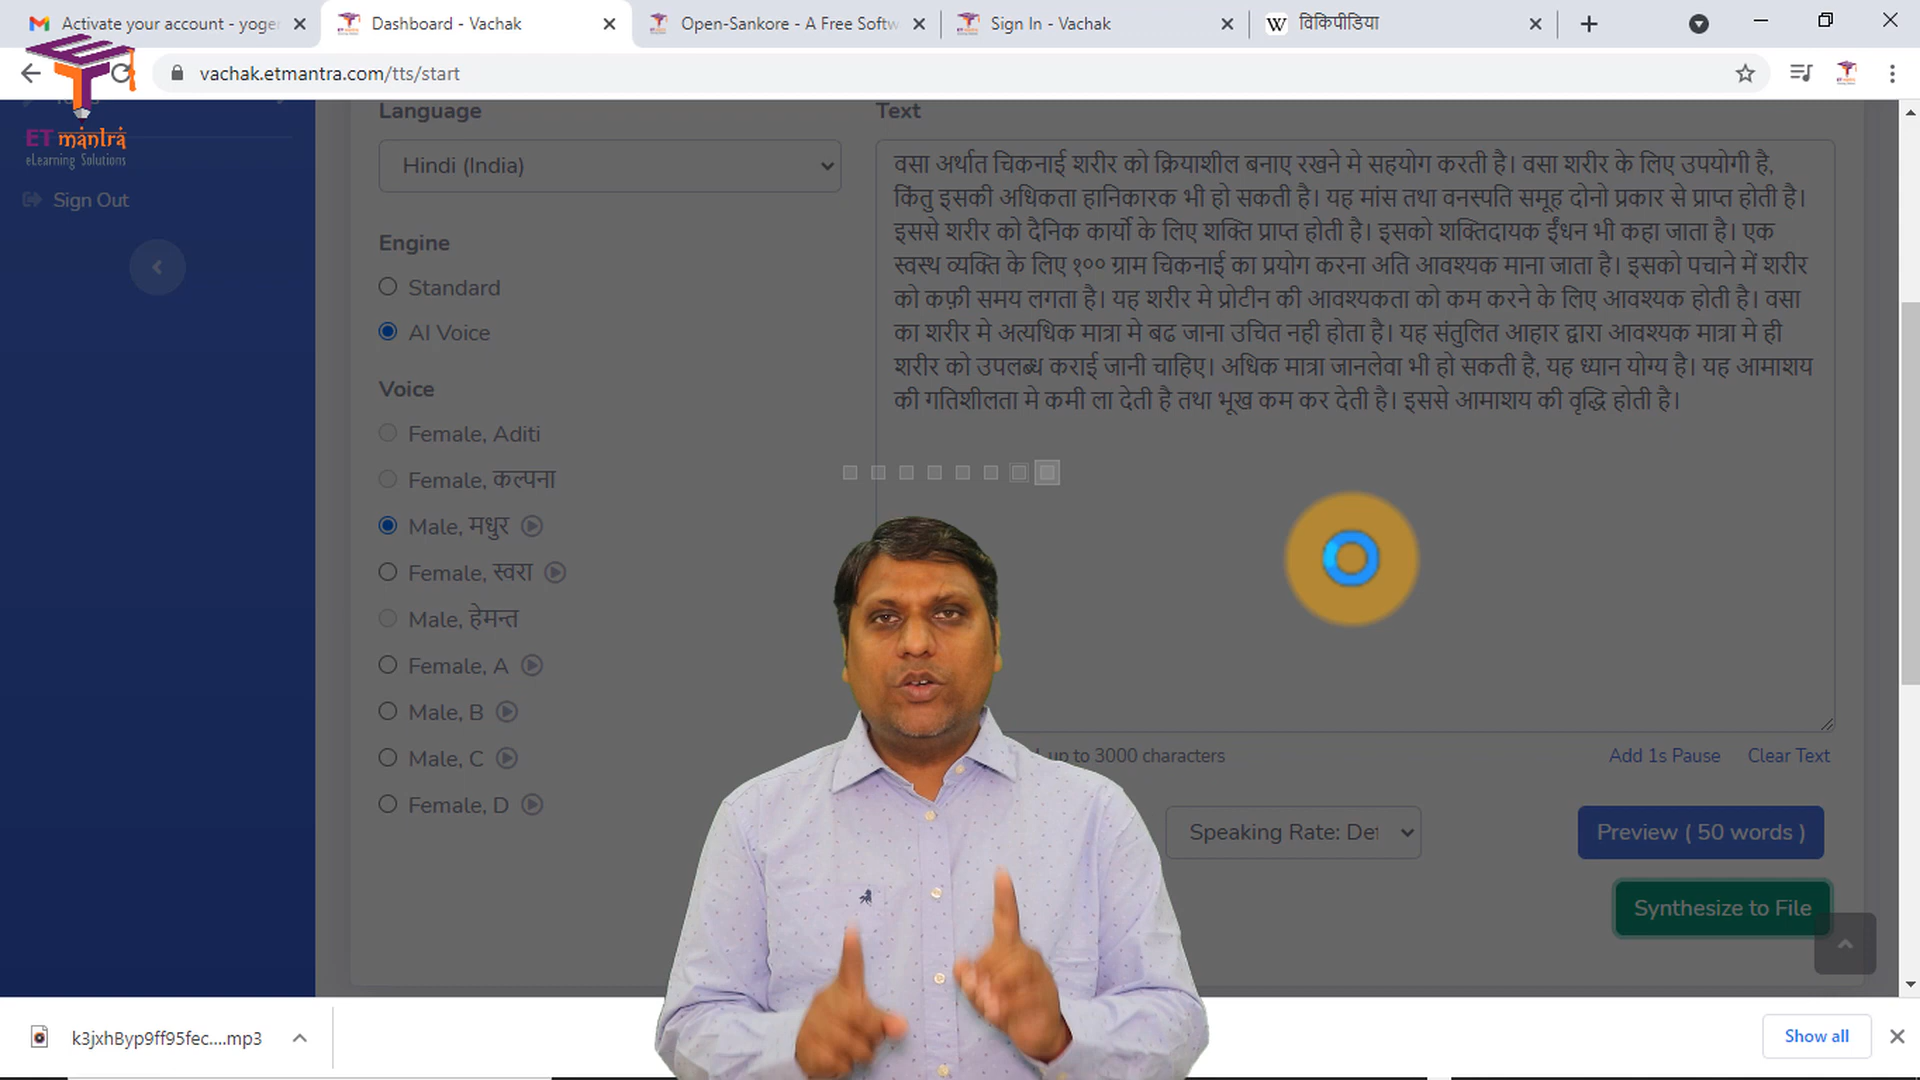 Activate your account - yoger
Dashboard - Vachak
Open-Sankore - A Free Softw
Sign In - Vachak
W विकिपीडिया
vachak.etmantra.com/tts/start
ET mantra
eLearning Solutions
Sign Out
Language
Hindi (India)
Engine
Standard
AI Voice
Voice
Female, Aditi
Female, कल्पना
Male, मधुर
Female, स्वरा
Male, हेमन्त
Female, A
Male, B
Male, C
Female, D
Text
वसा अर्थात चिकनाई शरीर को क्रियाशील बनाए रखने मे सहयोग करती है। वसा शरीर के लिए उपयोगी है,
किंतु इसकी अधिकता हानिकारक भी हो सकती है। यह मांस तथा वनस्पति समूह दोनो प्रकार से प्राप्त होती है।
इससे शरीर को दैनिक कार्यो के लिए शक्ति प्राप्त होती है। इसको शक्तिदायक ईंधन भी कहा जाता है। एक
स्वस्थ व्यक्ति के लिए १०० ग्राम चिकनाई का प्रयोग करना अति आवश्यक माना जाता है। इसको पचाने में शरीर
को कफ़ी समय लगता है। यह शरीर मे प्रोटीन की आवश्यकता को कम करने के लिए आवश्यक होती है। वसा
का शरीर मे अत्यधिक मात्रा मे बढ जाना उचित नही होता है। यह संतुलित आहार द्वारा आवश्यक मात्रा मे ही
शरीर को उपलब्ध कराई जानी चाहिए। अधिक मात्रा जानलेवा भी हो सकती है, यह ध्यान योग्य है। यह आमाशय
की गतिशीलता मे कमी ला देती है तथा भूख कम कर देती है। इससे आमाशय की वृद्धि होती है।
up to 3000 characters
Add 1s Pause
Clear Text
Speaking Rate: Def
Preview ( 50 words )
Synthesize to File
k3jxhByp9ff95fec....mp3
Show all